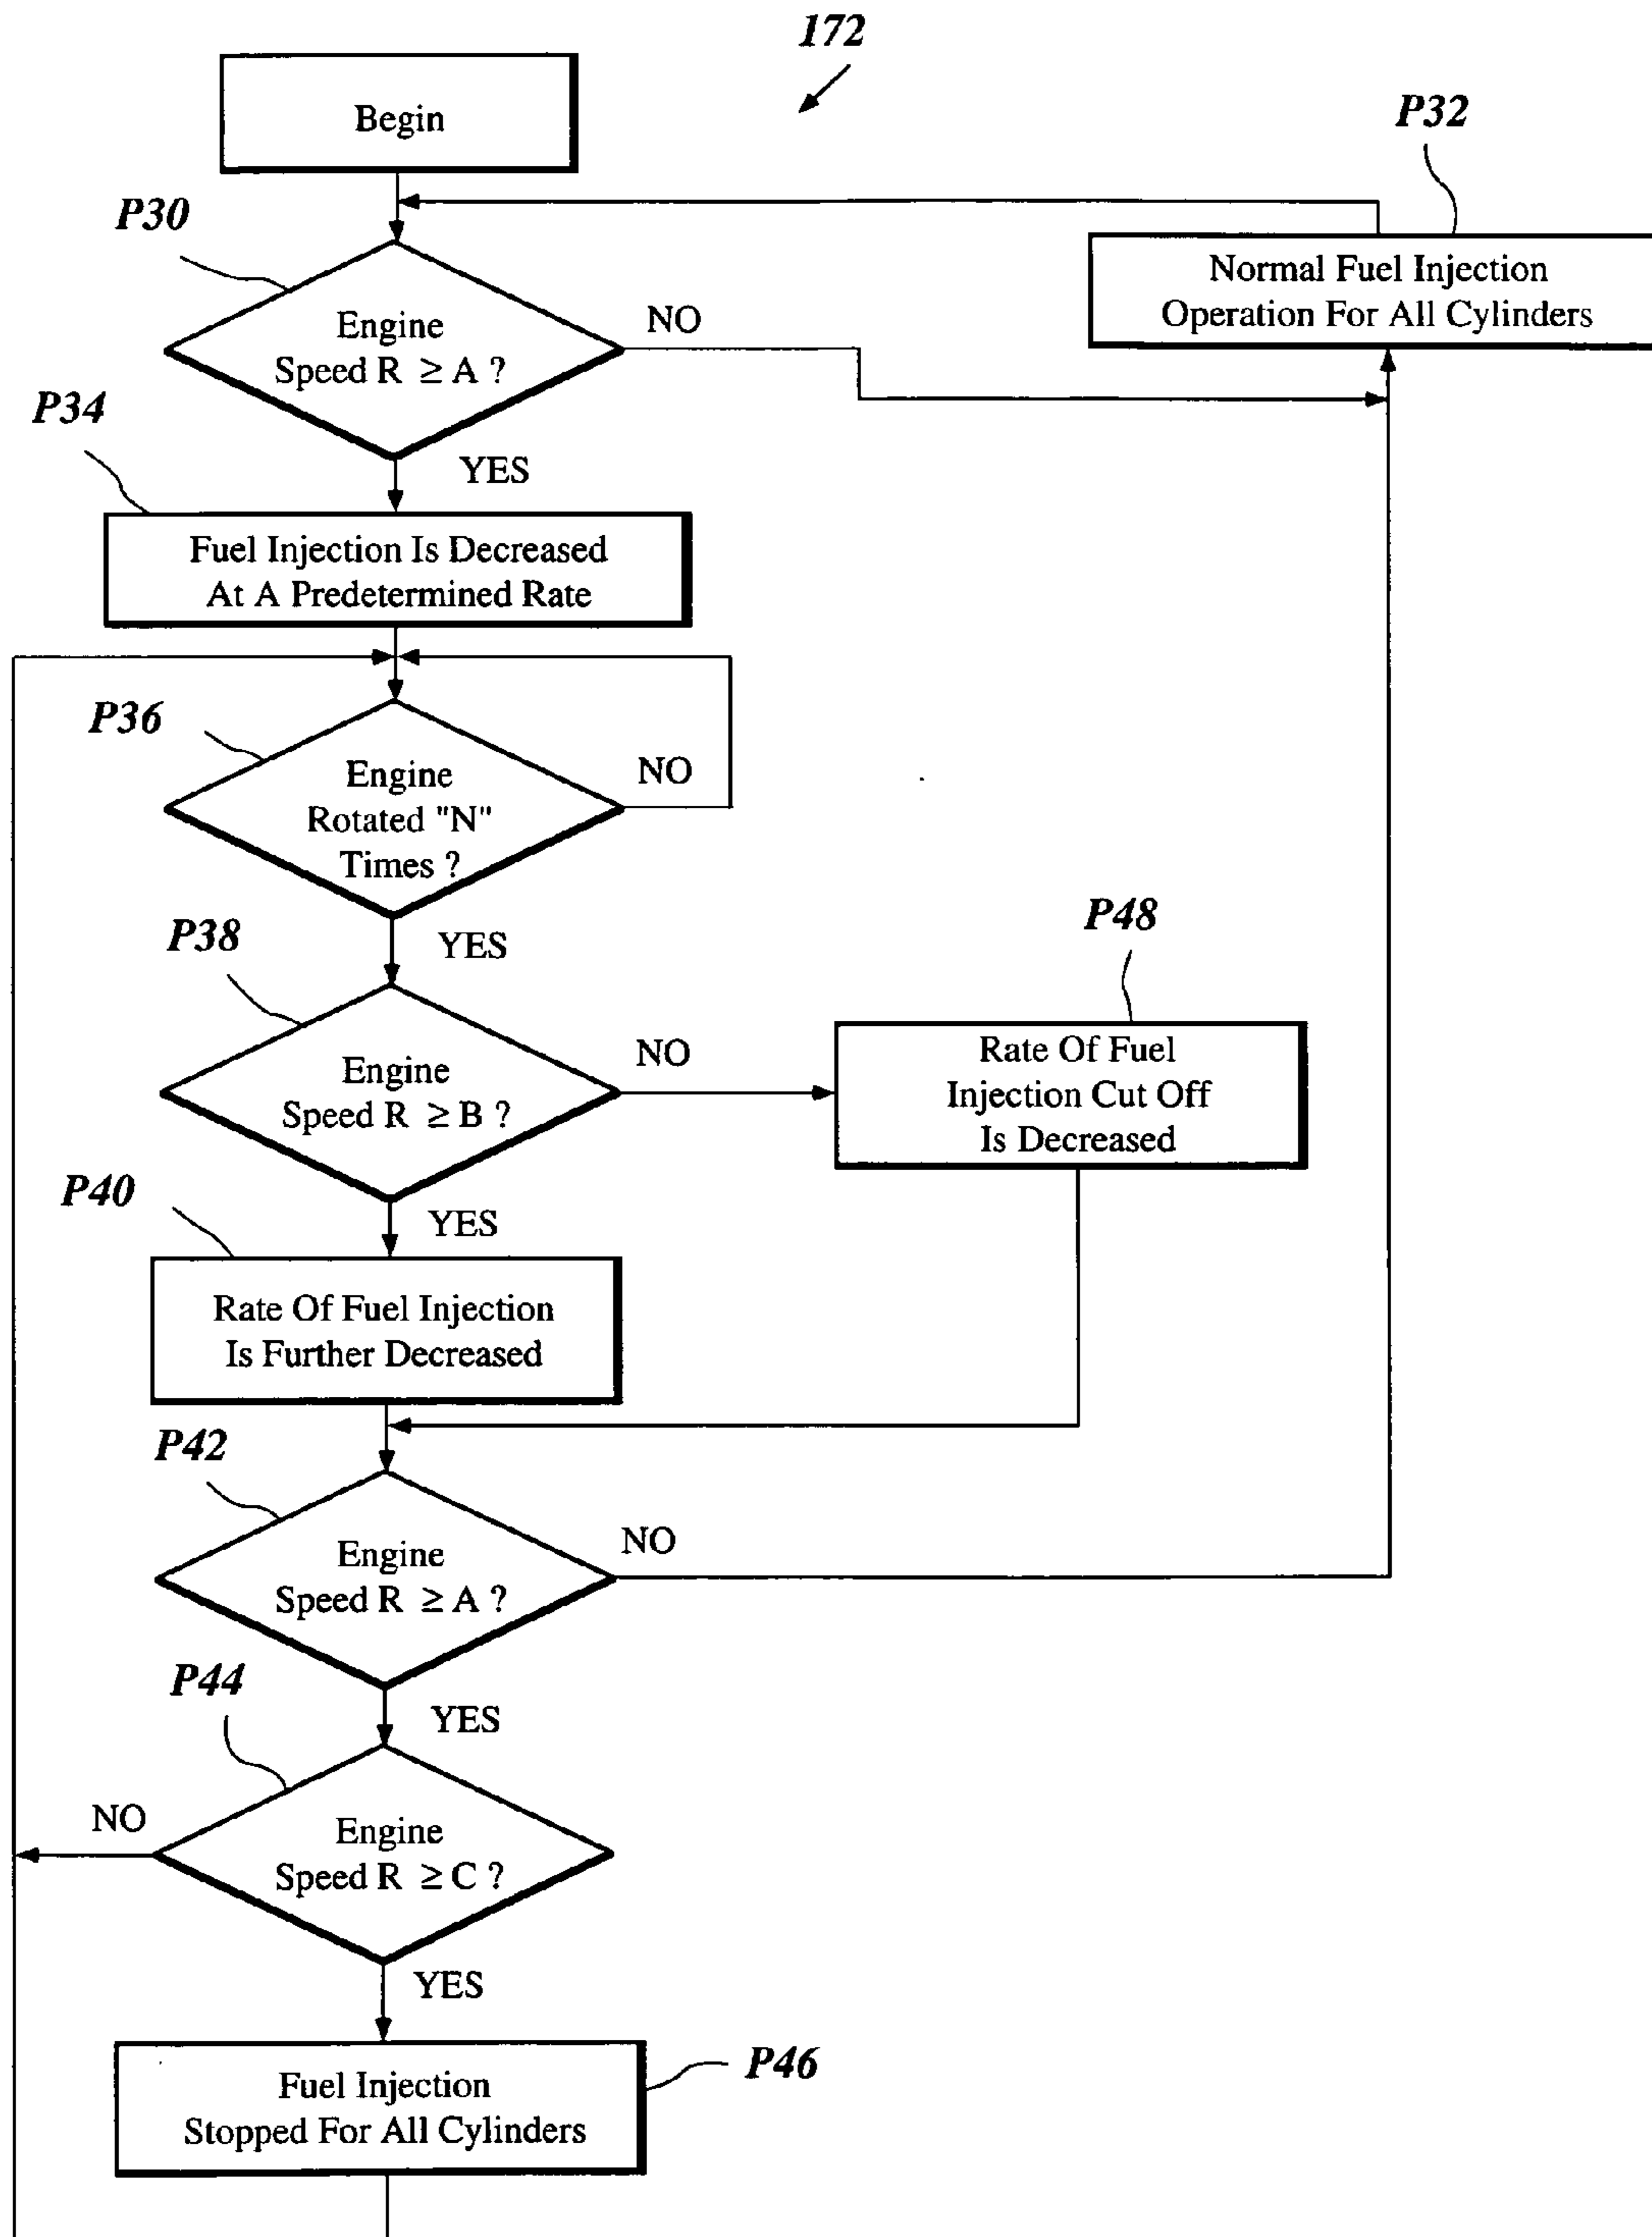 172
Begin
P32
Normal Fuel Injection
Operation For All Cylinders
P30
Engine
Speed R ≥ A ?
NO
YES
P34
Fuel Injection Is Decreased
At A Predetermined Rate
P36
Engine
Rotated "N"
Times ?
NO
YES
P38
Engine
Speed R ≥ B ?
NO
P48
Rate Of Fuel
Injection Cut Off
Is Decreased
YES
P40
Rate Of Fuel Injection
Is Further Decreased
P42
Engine
Speed R ≥ A ?
NO
YES
P44
Engine
Speed R ≥ C ?
NO
YES
P46
Fuel Injection
Stopped For All Cylinders